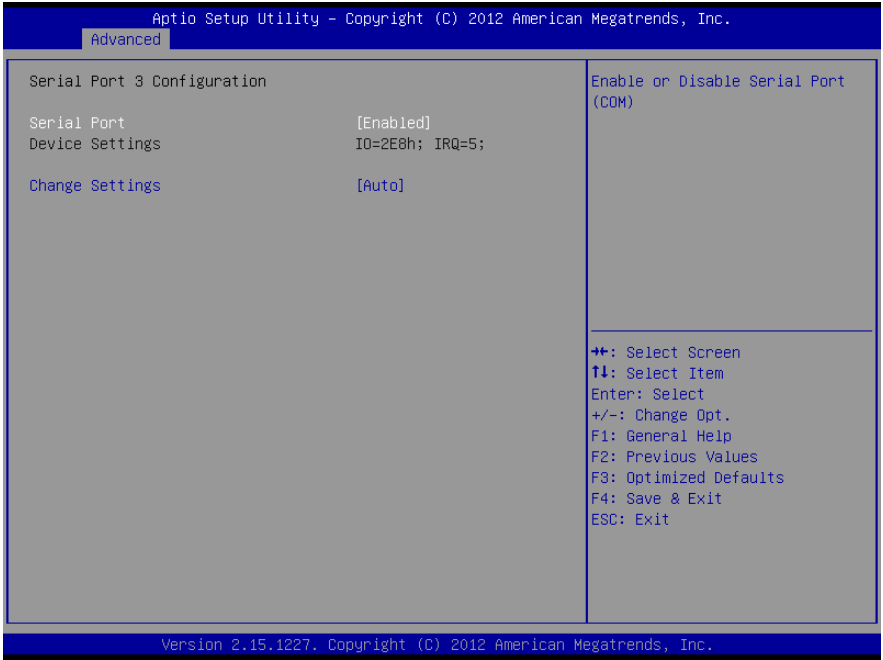 Aptio Setup Utility – Copyright (C) 2012 American Megatrends, Inc.
Advanced
Serial Port 3 Configuration
Serial Port [Enabled]
Device Settings IO=2E8h; IRQ=5;
Change Settings [Auto]
Enable or Disable Serial Port
(COM)
→←: Select Screen
↑↓: Select Item
Enter: Select
+/-: Change Opt.
F1: General Help
F2: Previous Values
F3: Optimized Defaults
F4: Save & Exit
ESC: Exit
Version 2.15.1227. Copyright (C) 2012 American Megatrends, Inc.